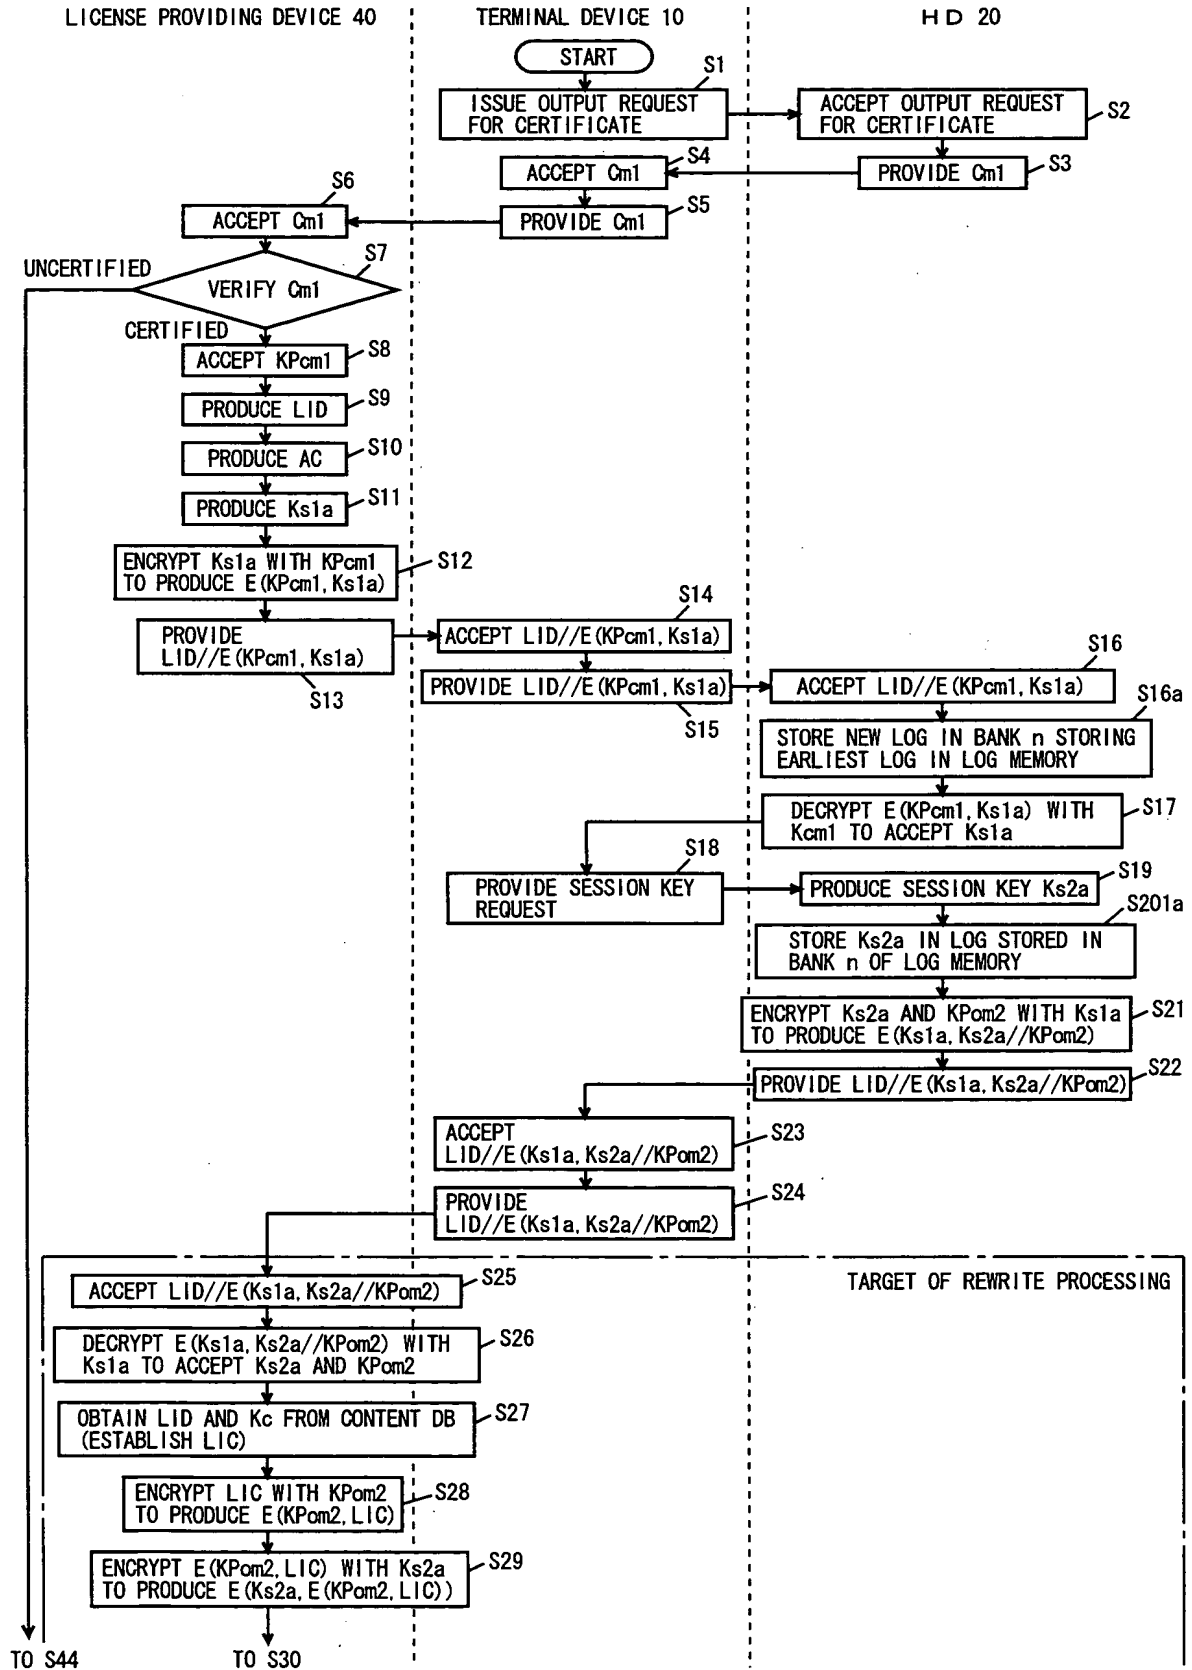 LICENSE PROVIDING DEVICE 40
TERMINAL DEVICE 10
HD 20
START
S1
ISSUE OUTPUT REQUEST
FOR CERTIFICATE
ACCEPT OUTPUT REQUEST
FOR CERTIFICATE
S2
S4
ACCEPT Cm1
PROVIDE Cm1
S3
S6
ACCEPT Cm1
PROVIDE Cm1
S5
UNCERTIFIED
S7
VERIFY Cm1
CERTIFIED
ACCEPT KPcm1
S8
PRODUCE LID
S9
PRODUCE AC
S10
PRODUCE Ks1a
S11
ENCRYPT Ks1a WITH KPcm1
TO PRODUCE E(KPcm1, Ks1a)
S12
PROVIDE
LID//E(KPcm1, Ks1a)
S13
S14
ACCEPT LID//E(KPcm1, Ks1a)
PROVIDE LID//E(KPcm1, Ks1a)
S15
S16
ACCEPT LID//E(KPcm1, Ks1a)
S16a
STORE NEW LOG IN BANK n STORING
EARLIEST LOG IN LOG MEMORY
DECRYPT E(KPcm1, Ks1a) WITH
Kcm1 TO ACCEPT Ks1a
S17
S18
PROVIDE SESSION KEY
REQUEST
PRODUCE SESSION KEY Ks2a
S19
S201a
STORE Ks2a IN LOG STORED IN
BANK n OF LOG MEMORY
ENCRYPT Ks2a AND KPom2 WITH Ks1a
TO PRODUCE E(Ks1a, Ks2a//KPom2)
S21
PROVIDE LID//E(Ks1a, Ks2a//KPom2)
S22
ACCEPT
LID//E(Ks1a, Ks2a//KPom2)
S23
PROVIDE
LID//E(Ks1a, Ks2a//KPom2)
S24
TARGET OF REWRITE PROCESSING
ACCEPT LID//E(Ks1a, Ks2a//KPom2)
S25
DECRYPT E(Ks1a, Ks2a//KPom2) WITH
Ks1a TO ACCEPT Ks2a AND KPom2
S26
OBTAIN LID AND Kc FROM CONTENT DB
(ESTABLISH LIC)
S27
ENCRYPT LIC WITH KPom2
TO PRODUCE E(KPom2, LIC)
S28
ENCRYPT E(KPom2, LIC) WITH Ks2a
TO PRODUCE E(Ks2a, E(KPom2, LIC))
S29
TO S44
TO S30